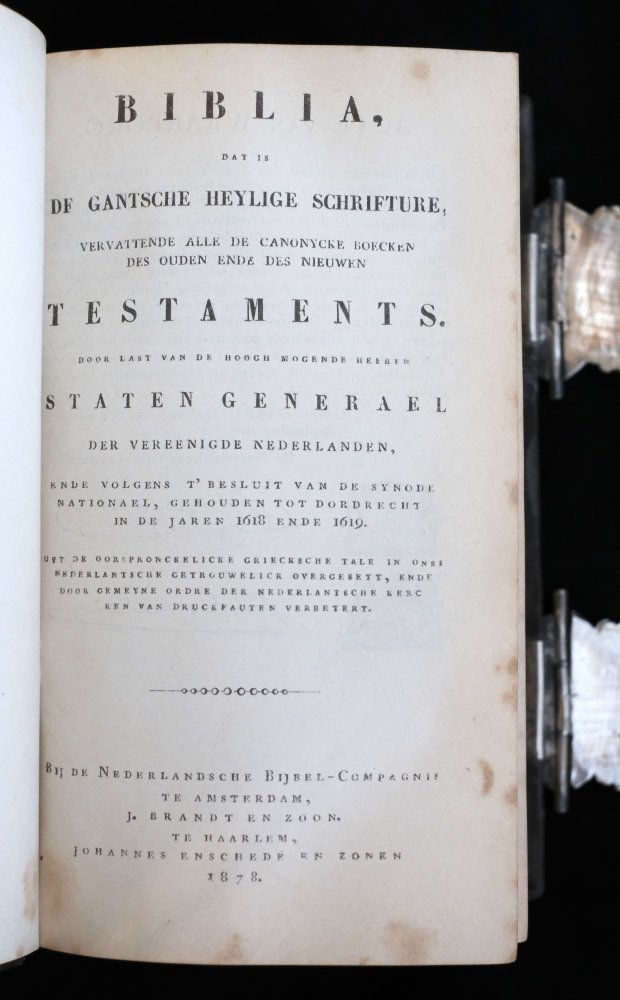 BIBLIA,
DAT IS
DE GANTSCHE HEYLIGE SCHRIFTURE,
VERVATTENDE ALLE DE CANONYCKE BOECKEN
DES OUDEN ENDE DES NIEUWEN
TESTAMENTS.
DOOR LAST VAN DE HOOGH MOGENDE HEEREN
STATEN GENERAEL
DER VEREENIGDE NEDERLANDEN,
ENDE VOLGENS T' BESLUIT VAN DE SYNODE
NATIONAEL, GEHOUDEN TOT DORDRECHT
IN DE JAREN 1618 ENDE 1619.
UYT DE OORSPRONCKELICKE GRIECKSCHE TALE IN ONSE
NEDERLANTSCHE GETROUWELICK OVERGESETT, ENDE
DOOR GEMEYNE ORDRE DER NEDERLANTSCHE KERC
KEN VAN DRUCKFAUTEN VERBETERT.
BIJ DE NEDERLANDSCHE BIJBEL-COMPAGNIE
TE AMSTERDAM,
J. BRANDT EN ZOON.
TE HAARLEM,
JOHANNES ENSCHEDÉ EN ZONEN
1878.